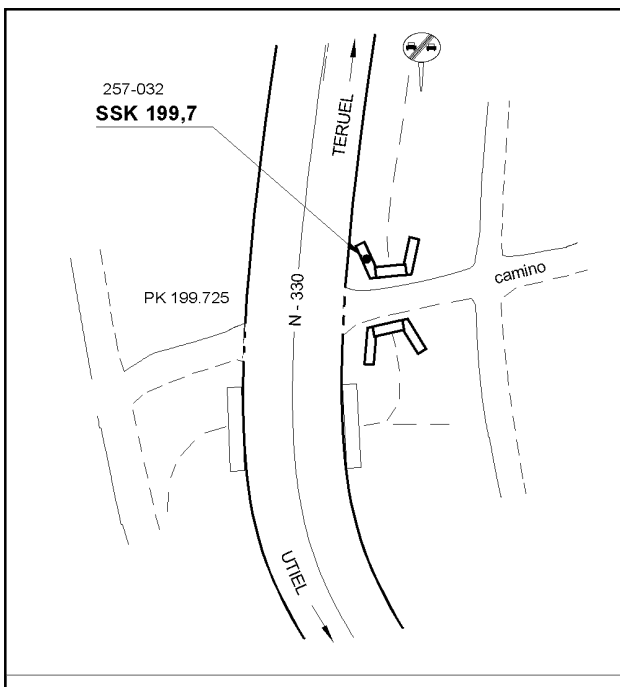 257-032
SSK 199,7
TERUEL
PK 199.725
N - 330
camino
UTIEL